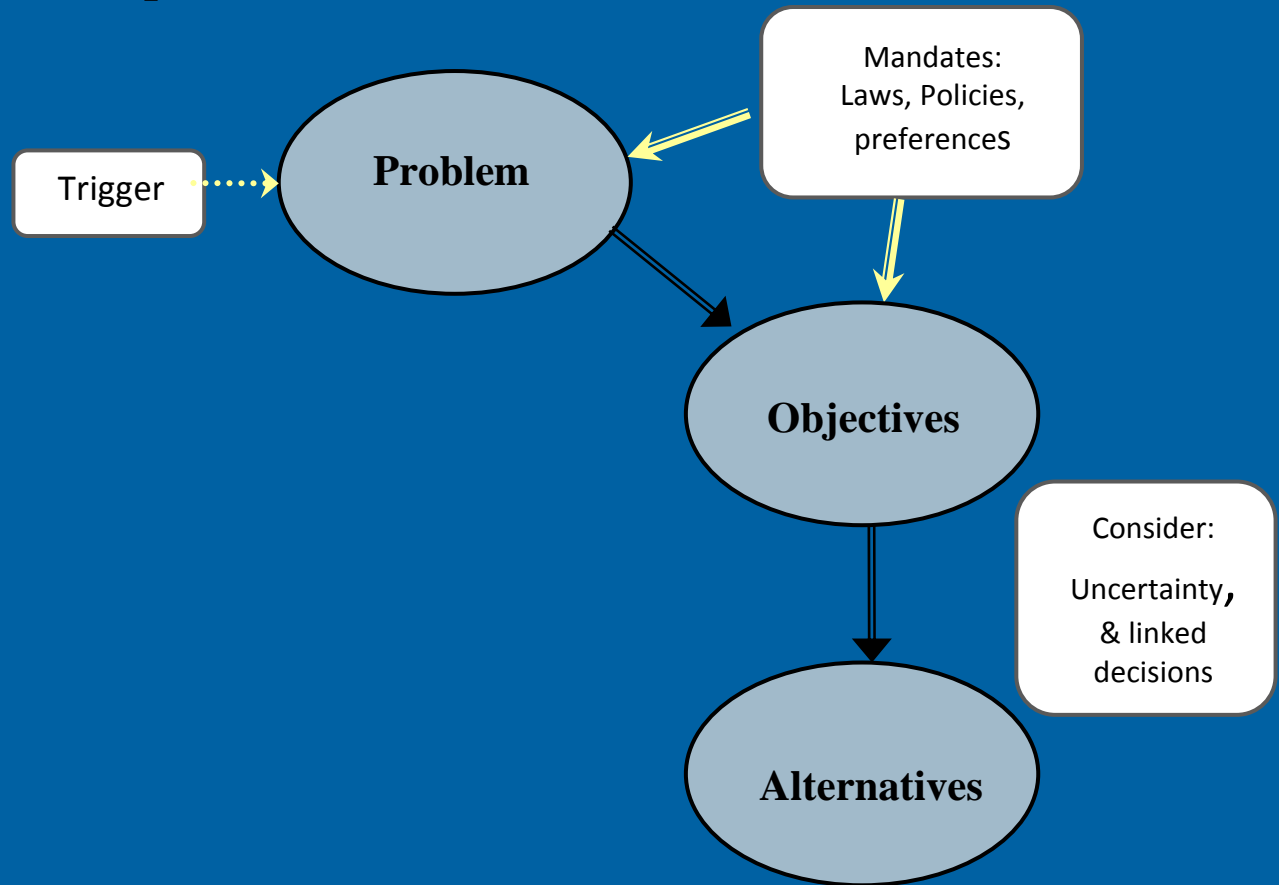 Mandates:
Laws, Policies,
preferences
Problem
Trigger
Objectives
Consider:
Uncertainty,
& linked
decisions
Alternatives